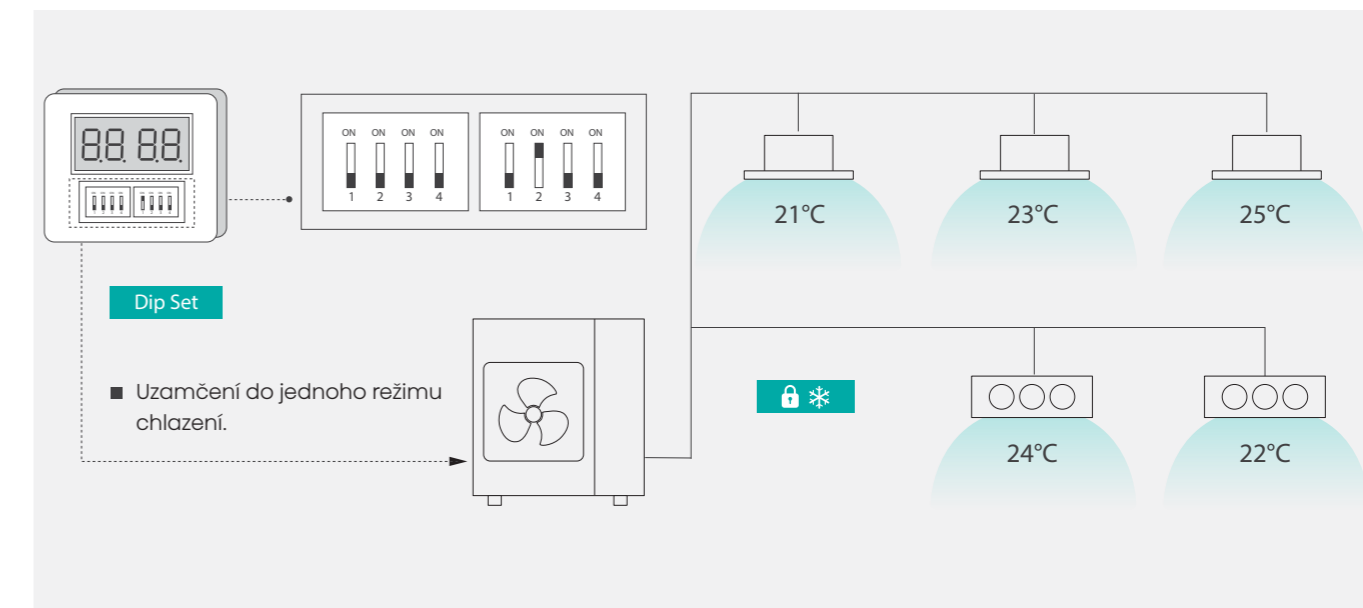 88.88.
ON ON ON ON
1 2 3 4
ON ON ON ON
1 2 3 4
21°C
23°C
25°C
Dip Set
■ Uzamčení do jednoho režimu
chlazení.
24°C
22°C